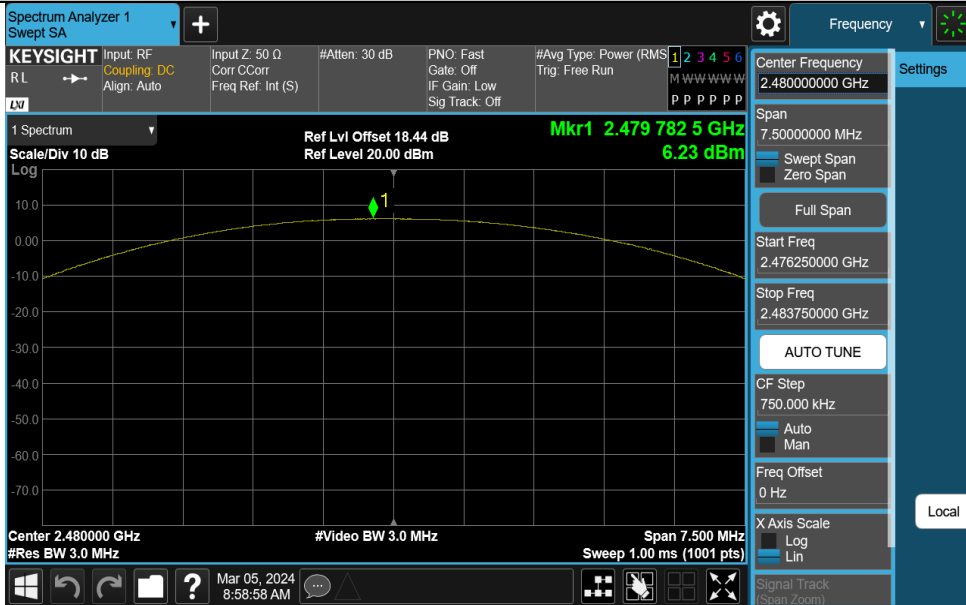 Spectrum Analyzer 1
Swept SA
+
Frequency
KEYSIGHT
RL
LXI
Input: RF
Coupling: DC
Align: Auto
Input Z: 50 Ω
Corr CCorr
Freq Ref: Int (S)
#Atten: 30 dB
PNO: Fast
Gate: Off
IF Gain: Low
Sig Track: Off
#Avg Type: Power (RMS
Trig: Free Run
1 2 3 4 5 6
M W W W W W
P P P P P P
1 Spectrum
Scale/Div 10 dB
Log
Ref Lvl Offset 18.44 dB
Ref Level 20.00 dBm
Mkr1 2.479 782 5 GHz
6.23 dBm
1
10.0
0.00
-10.0
-20.0
-30.0
-40.0
-50.0
-60.0
-70.0
Center 2.480000 GHz
#Res BW 3.0 MHz
#Video BW 3.0 MHz
Span 7.500 MHz
Sweep 1.00 ms (1001 pts)
Center Frequency
2.480000000 GHz
Settings
Span
7.50000000 MHz
Swept Span
Zero Span
Full Span
Start Freq
2.476250000 GHz
Stop Freq
2.483750000 GHz
AUTO TUNE
CF Step
750.000 kHz
Auto
Man
Freq Offset
0 Hz
Local
X Axis Scale
Log
Lin
Signal Track
(Span Zoom)
?
Mar 05, 2024
8:58:58 AM